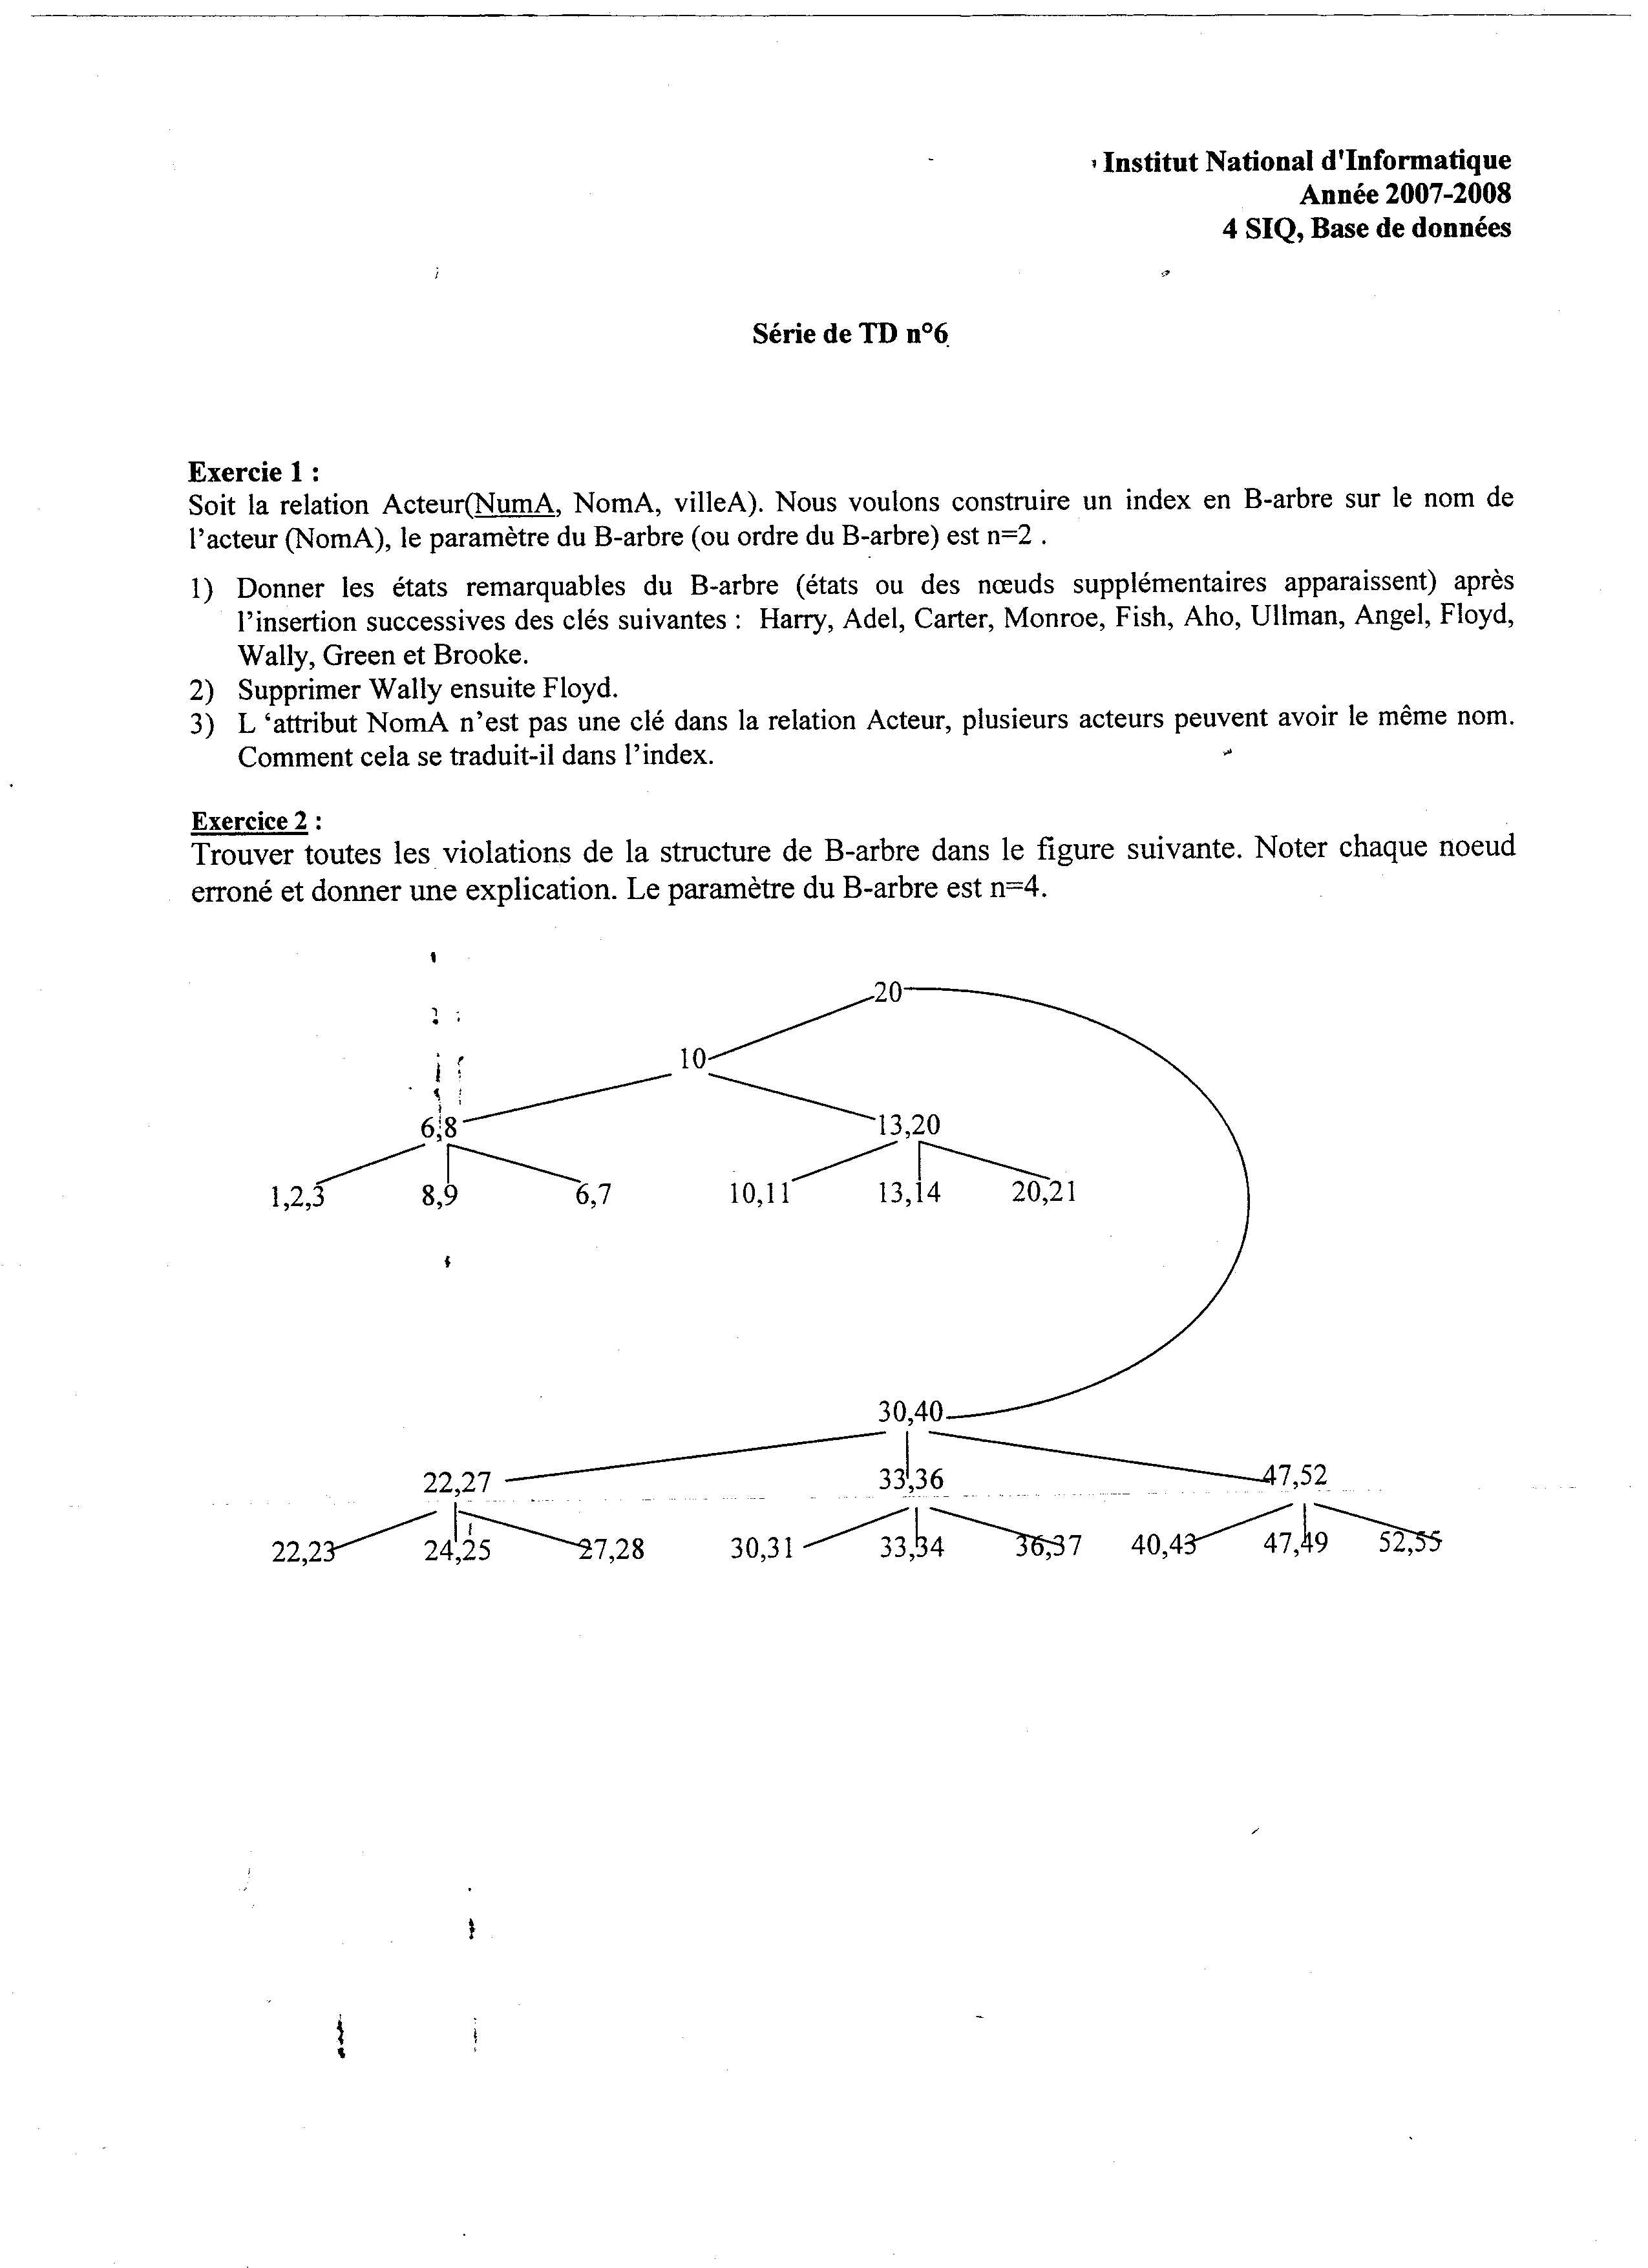 Institut National d'Informatique
Année 2007-2008
4 SIQ, Base de données
Série de TD n°6
Exercie 1 :
Soit la relation Acteur(NumA, NomA, villeA). Nous voulons construire un index en B-arbre sur le nom de
l'acteur (NomA), le paramètre du B-arbre (ou ordre du B-arbre) est n=2 .
1) Donner les états remarquables du B-arbre (états ou des nœuds supplémentaires apparaissent) après
l'insertion successives des clés suivantes : Harry, Adel, Carter, Monroe, Fish, Aho, Ullman, Angel, Floyd,
Wally, Green et Brooke.
2) Supprimer Wally ensuite Floyd.
3) L 'attribut NomA n'est pas une clé dans la relation Acteur, plusieurs acteurs peuvent avoir le même nom.
Comment cela se traduit-il dans l'index.
Exercice 2 :
Trouver toutes les violations de la structure de B-arbre dans le figure suivante. Noter chaque noeud
erroné et donner une explication. Le paramètre du B-arbre est n=4.
20
10
6,8 13,20
1,2,3 8,9 6,7 10,11 13,14 20,21
30,40
22,27 33,36 47,52
22,23 24,25 27,28 30,31 33,34 36,37 40,43 47,49 52,55